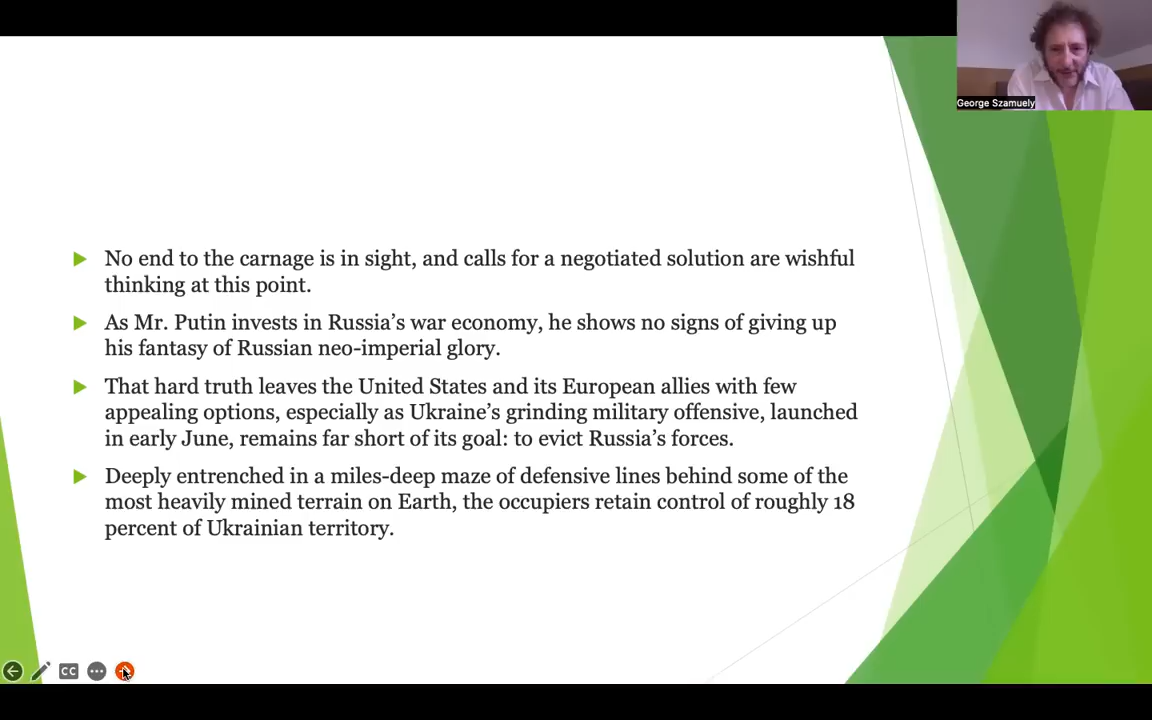 George Szamuely
No end to the carnage is in sight, and calls for a negotiated solution are wishful
thinking at this point.
As Mr. Putin invests in Russia’s war economy, he shows no signs of giving up
his fantasy of Russian neo-imperial glory.
That hard truth leaves the United States and its European allies with few
appealing options, especially as Ukraine’s grinding military offensive, launched
in early June, remains far short of its goal: to evict Russia’s forces.
Deeply entrenched in a miles-deep maze of defensive lines behind some of the
most heavily mined terrain on Earth, the occupiers retain control of roughly 18
percent of Ukrainian territory.
CC